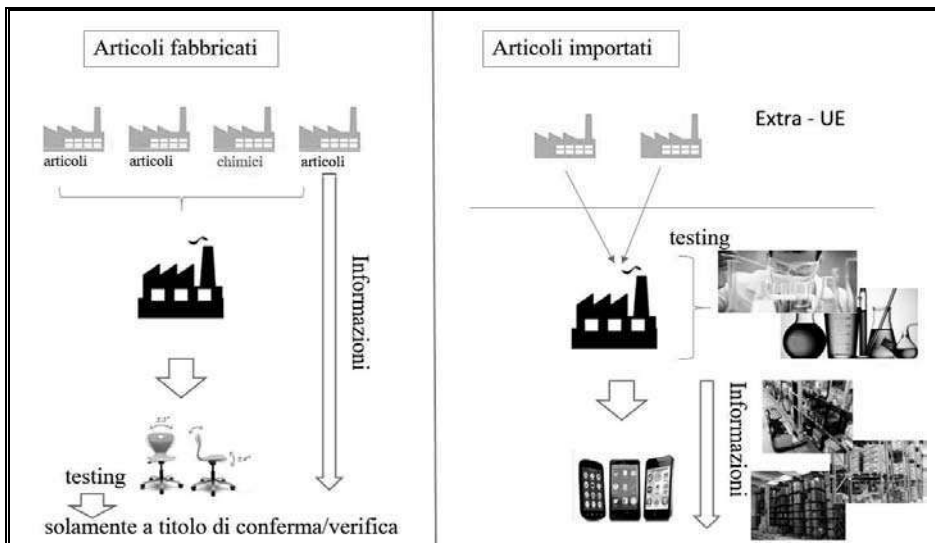 Articoli fabbricati
articoli
articoli
chimici
articoli
Informazioni
testing
solamente a titolo di conferma/verifica
Articoli importati
Extra - UE
testing
Informazioni